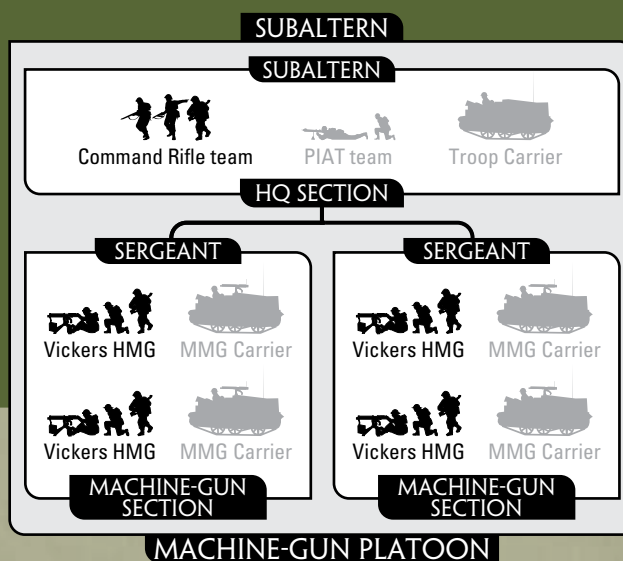 SUBALTERN
SUBALTERN
Command Rifle team PIAT team Troop Carrier
HQ SECTION
SERGEANT SERGEANT
Vickers HMG MMG Carrier Vickers HMG MMG Carrier
Vickers HMG MMG Carrier Vickers HMG MMG Carrier
MACHINE-GUN MACHINE-GUN
SECTION SECTION
MACHINE-GUN PLATOON